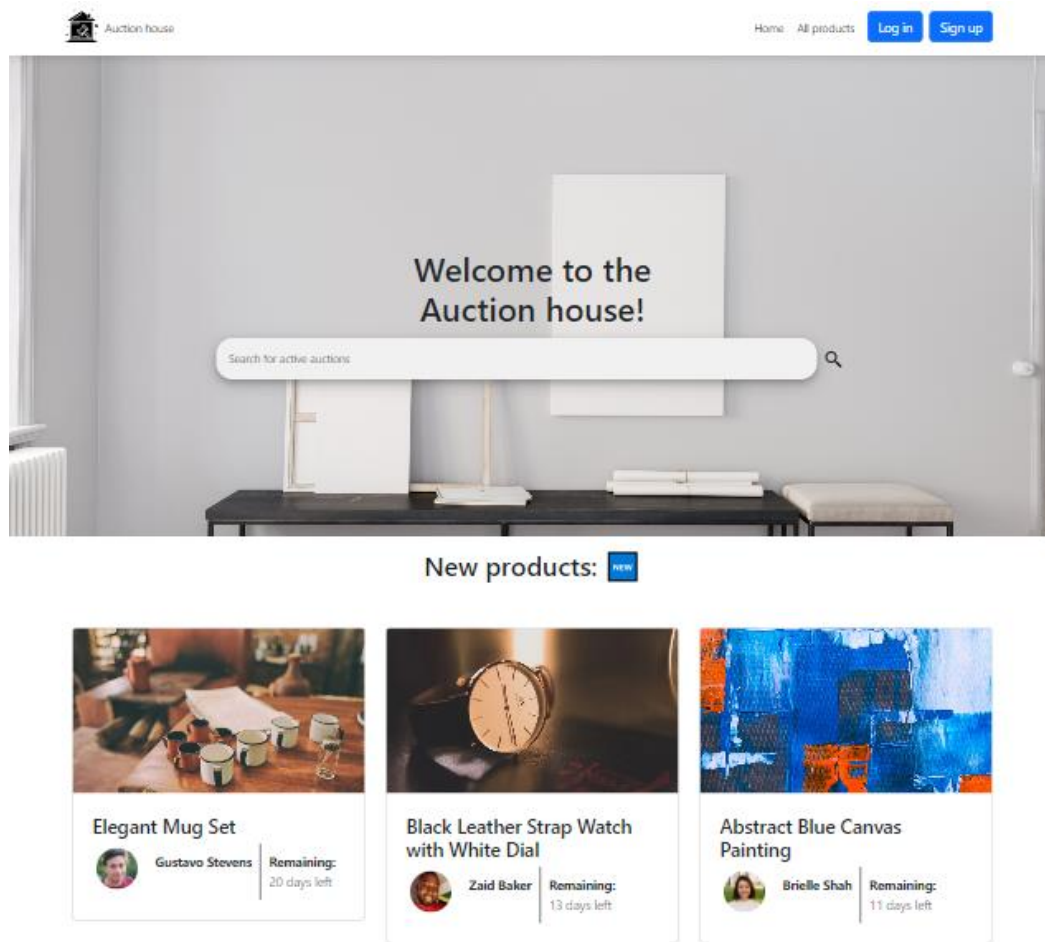 Auction house
Home All products Log in Sign up
Welcome to the
Auction house!
Search for active auctions
New products: NEW
Elegant Mug Set
Gustavo Stevens
Remaining:
20 days left
Black Leather Strap Watch
with White Dial
Zaid Baker
Remaining:
13 days left
Abstract Blue Canvas
Painting
Brielle Shah
Remaining:
11 days left